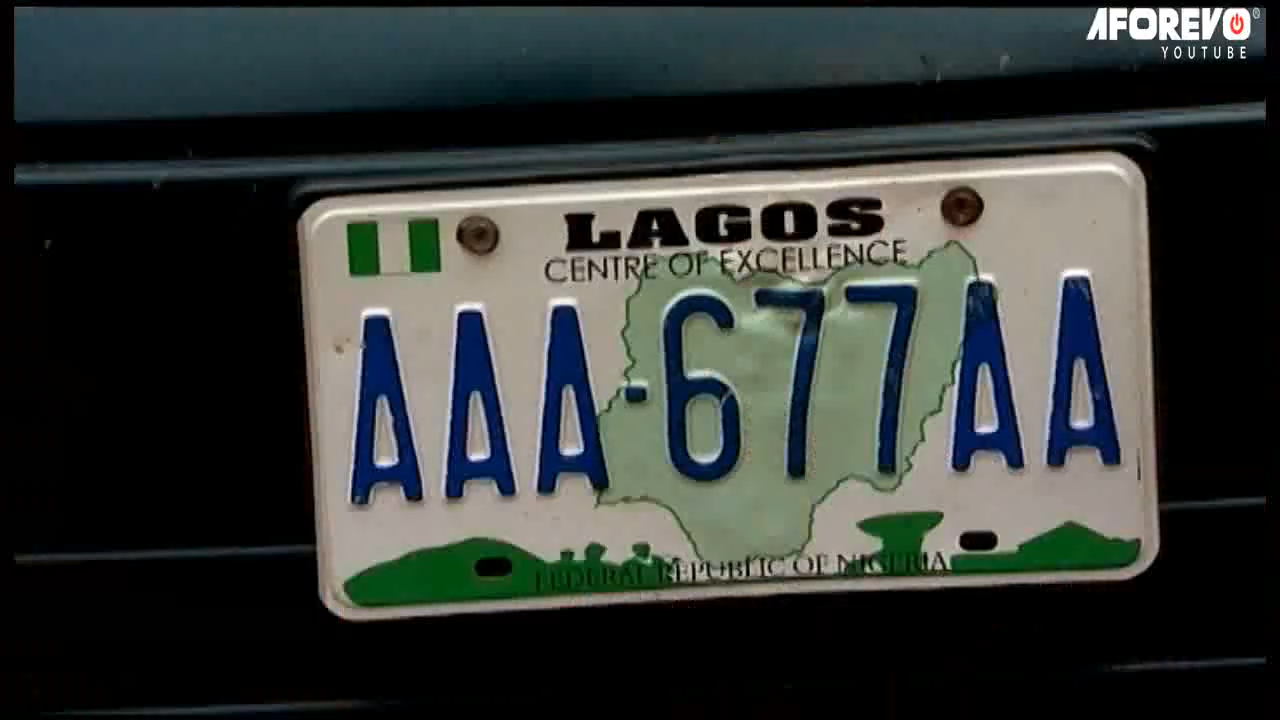 AFOREVO®
YOUTUBE
LAGOS
CENTRE OF EXCELLENCE
AAA-677AA
FEDERAL REPUBLIC OF NIGERIA